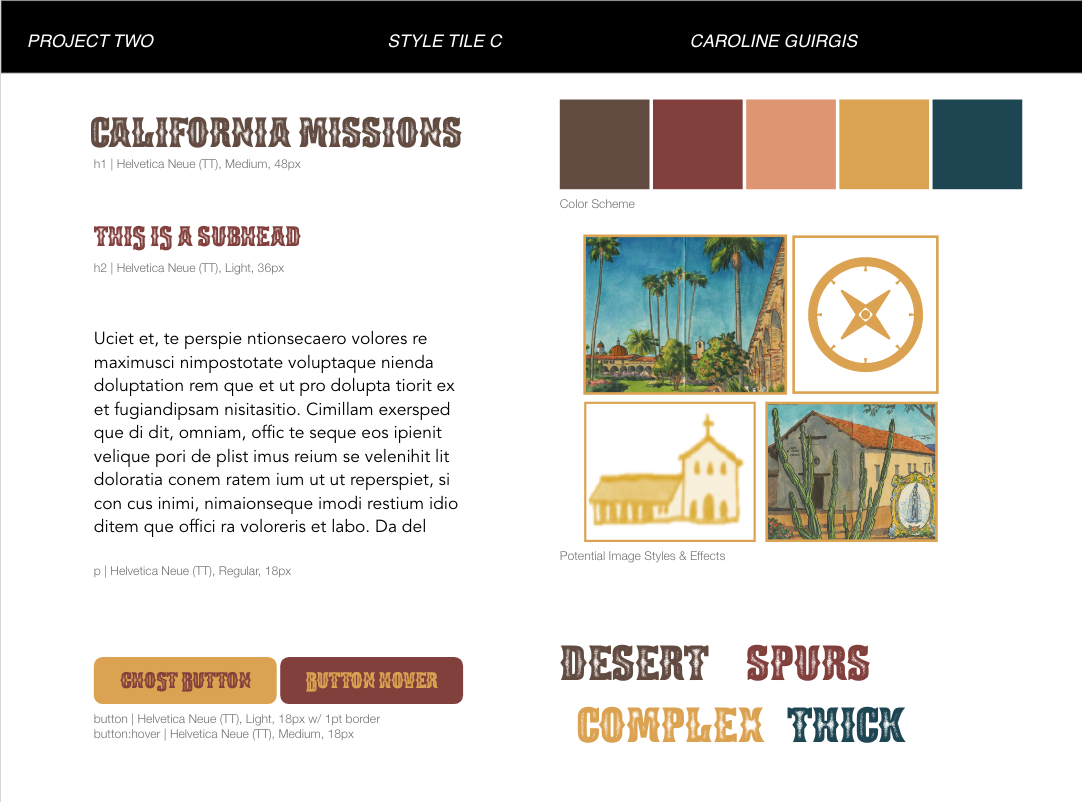 PROJECT TWO
STYLE TILE C
CAROLINE GUIRGIS
CALIFORNIA MISSIONS
h1 | Helvetica Neue (TT), Medium, 48px
THIS IS A SUBHEAD
h2 | Helvetica Neue (TT), Light, 36px
Uciet et, te perspie ntionsecaero volores re
maximusci nimpostotate voluptaque nienda
doluptation rem que et ut pro dolupta tiorit ex
et fugiandipsam nisitasitio. Cimillam exersped
que di dit, omniam, offic te seque eos ipienit
velique pori de plist imus reium se velenihit lit
doloratia conem ratem ium ut ut reperspiet, si
con cus inimi, nimaionseque imodi restium idio
ditem que offici ra voloreris et labo. Da del
p | Helvetica Neue (TT), Regular, 18px
GHOST BUTTON
BUTTON HOVER
button | Helvetica Neue (TT), Light, 18px w/ 1pt border
button:hover | Helvetica Neue (TT), Medium, 18px
Color Scheme
Potential Image Styles & Effects
DESERT SPURS
COMPLEX THICK